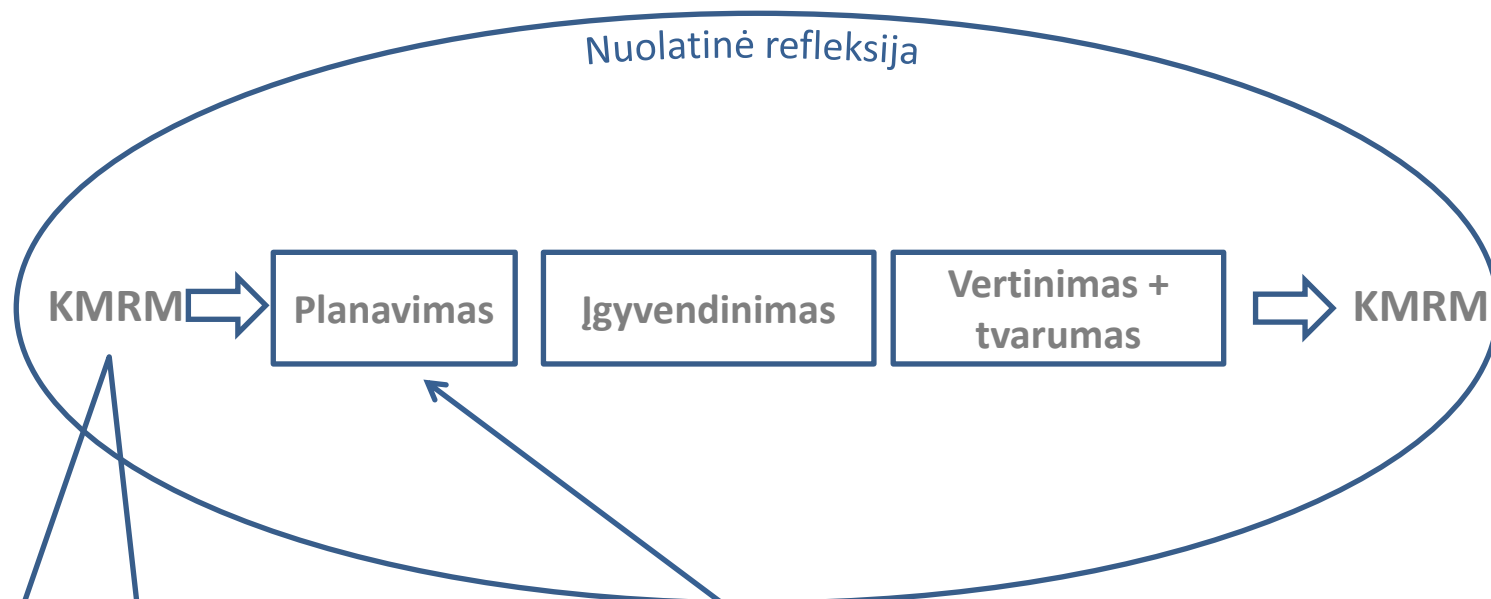 Nuolatinė refleksija
KMRM
Planavimas
Įgyvendinimas
Vertinimas +
tvarumas
KMRM